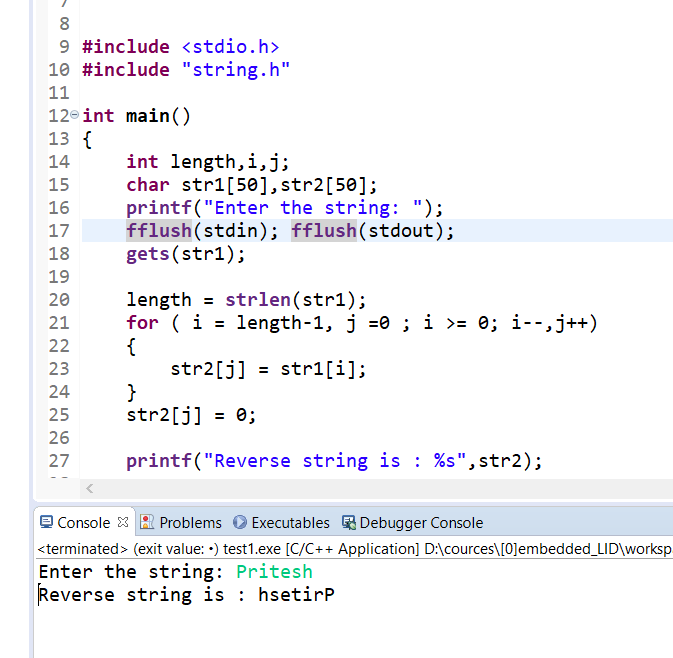 8
9 #include <stdio.h>
10 #include "string.h"
11
12 int main()
13 {
14 int length,i,j;
15 char str1[50],str2[50];
16 printf("Enter the string: ");
17 fflush(stdin); fflush(stdout);
18 gets(str1);
19
20 length = strlen(str1);
21 for ( i = length-1, j =0 ; i >= 0; i--,j++)
22 {
23 str2[j] = str1[i];
24 }
25 str2[j] = 0;
26
27 printf("Reverse string is : %s",str2);
Console Problems Executables Debugger Console
<terminated> (exit value: •) test1.exe [C/C++ Application] D:\cources\[0]embedded_LID\worksp
Enter the string: Pritesh
Reverse string is : hsetirP